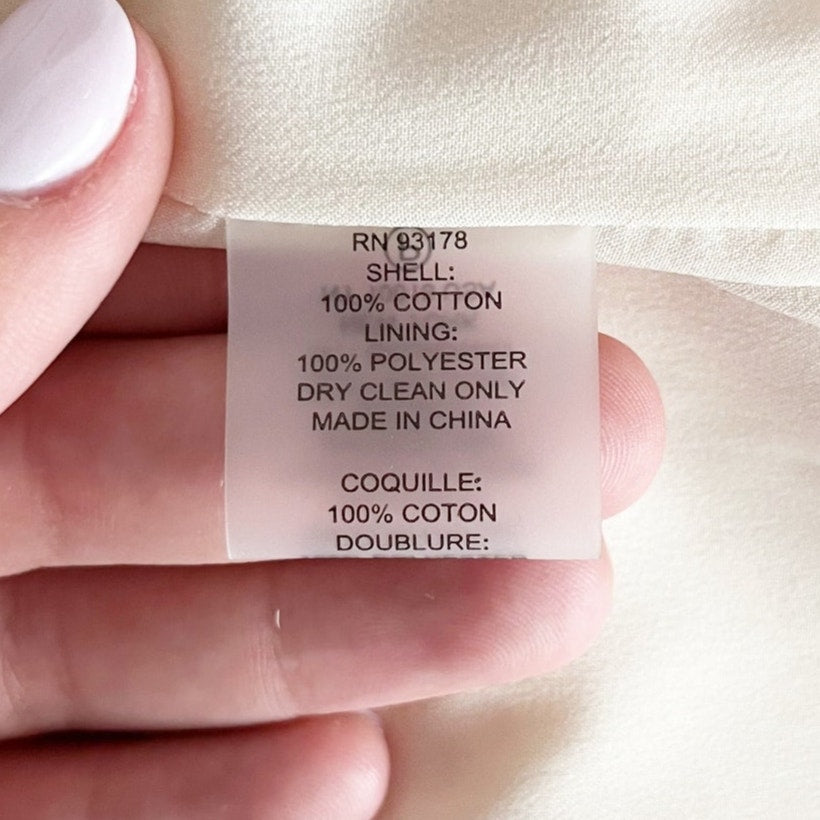 RN 93178
SHELL:
100% COTTON
LINING:
100% POLYESTER
DRY CLEAN ONLY
MADE IN CHINA
COQUILLE:
100% COTON
DOUBLURE: